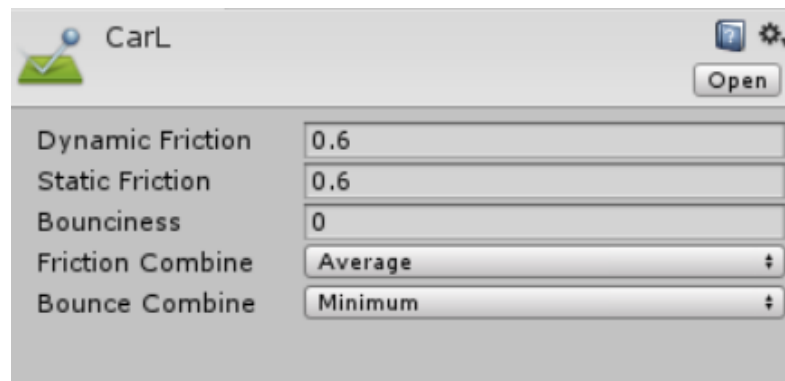 CarL
Open
Dynamic Friction 0.6
Static Friction 0.6
Bounciness 0
Friction Combine Average
Bounce Combine Minimum